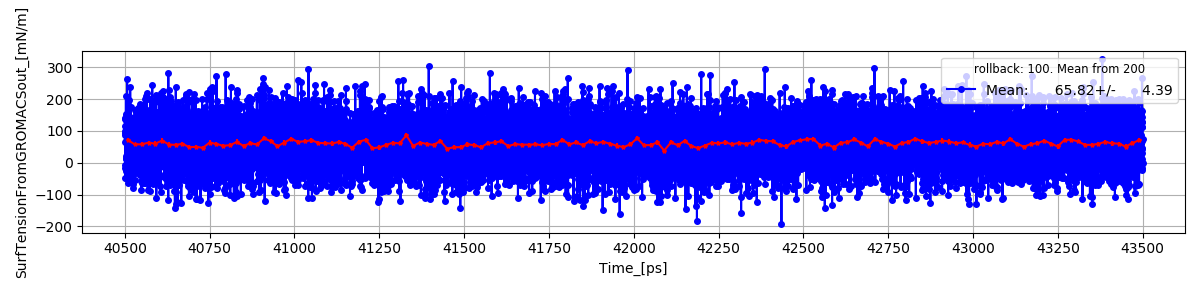 SurfTensionFromGROMACSout_[mN/m]
300
200
100
0
−100
−200
rollback: 100. Mean from 200
Mean: 65.82+/- 4.39
40500 40750 41000 41250 41500 41750 42000 42250 42500 42750 43000 43250 43500
Time_[ps]